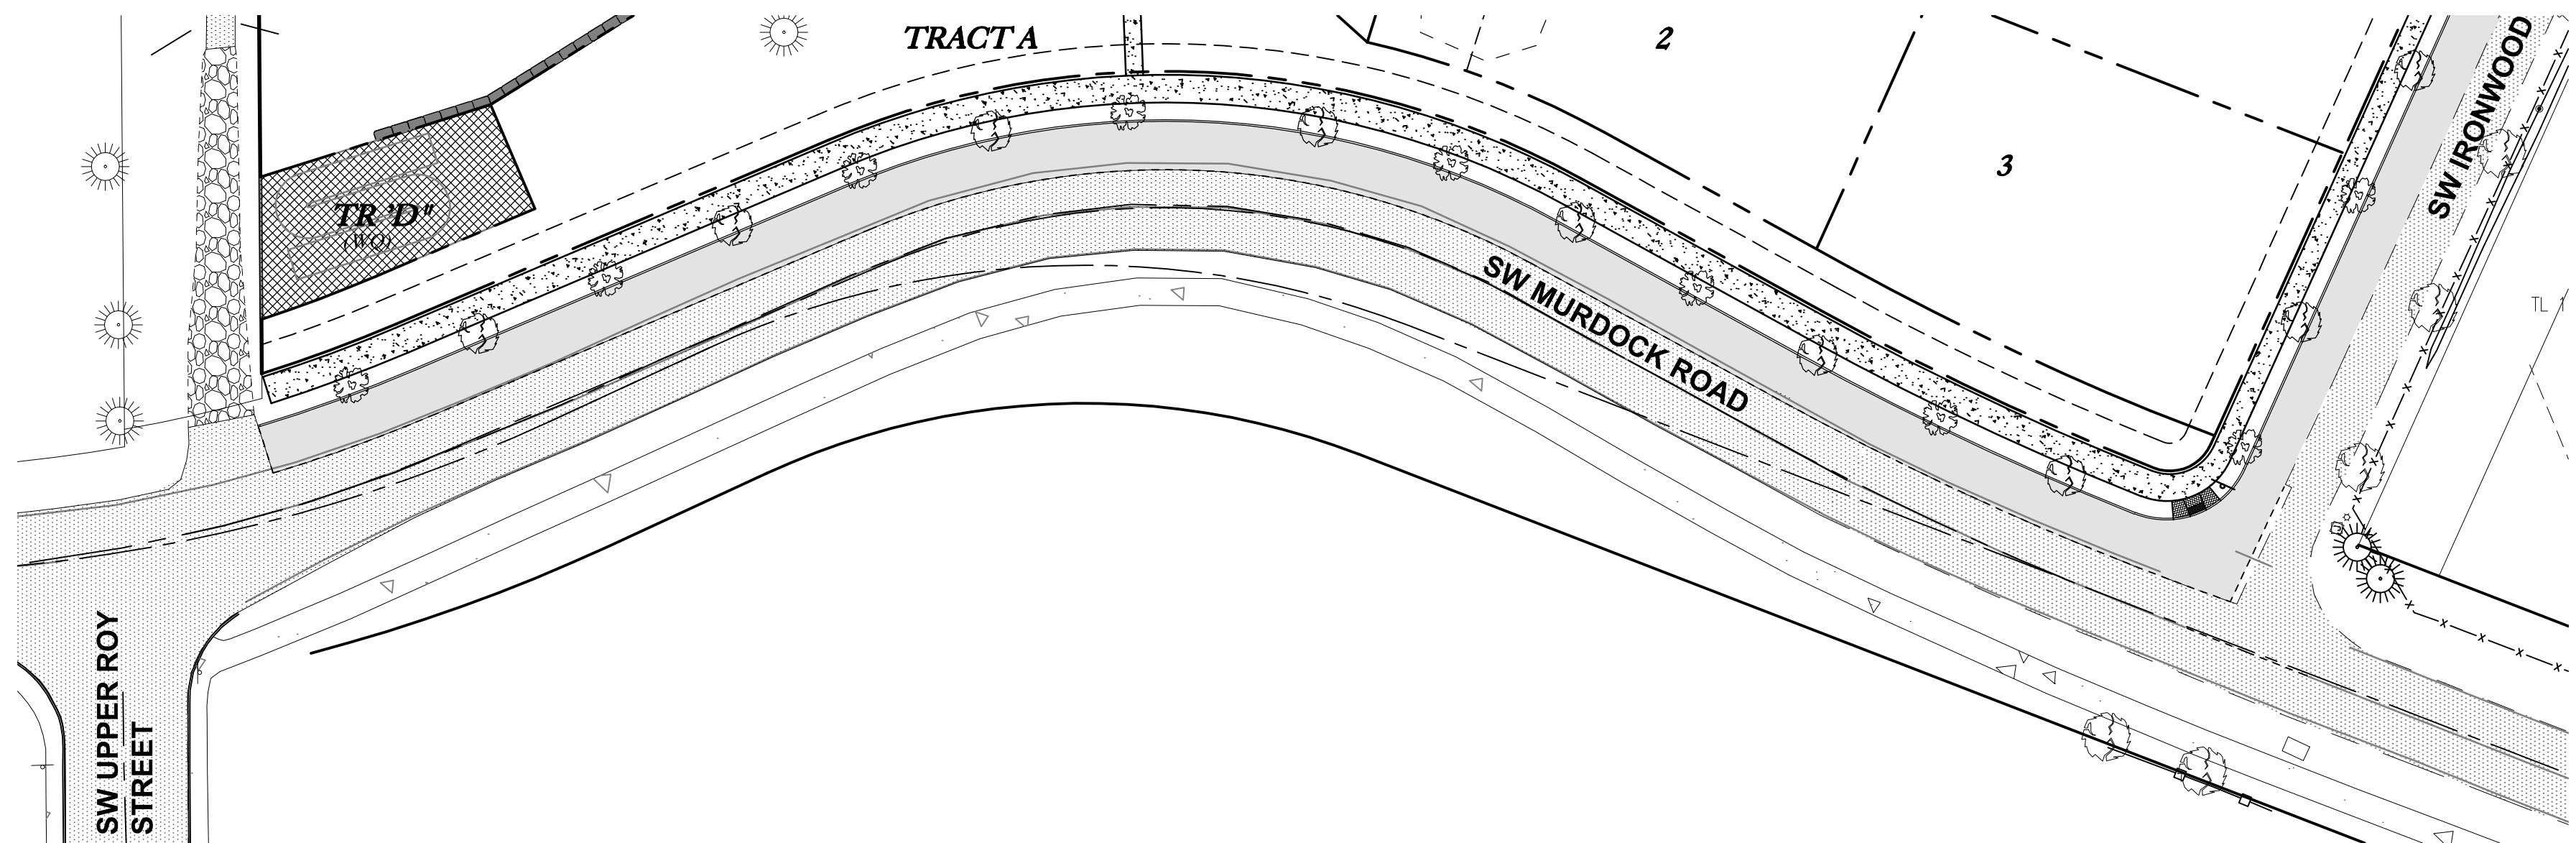 TRACT A
2
SW IRONWOOD
3
TR 'D"
(WQ)
SW MURDOCK ROAD
TL 1
SW UPPER ROY
STREET